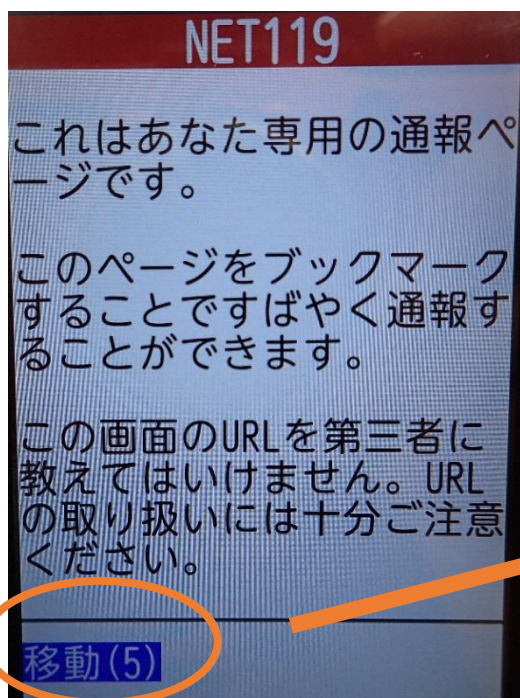 NET119
これはあなた専用の通報ペ
ージです。
このページをブックマーク
することですばやく通報す
ることができます。
この画面のURLを第三者に
教えてはいけません。URL
の取り扱いには十分ご注意
ください。
移動(5)